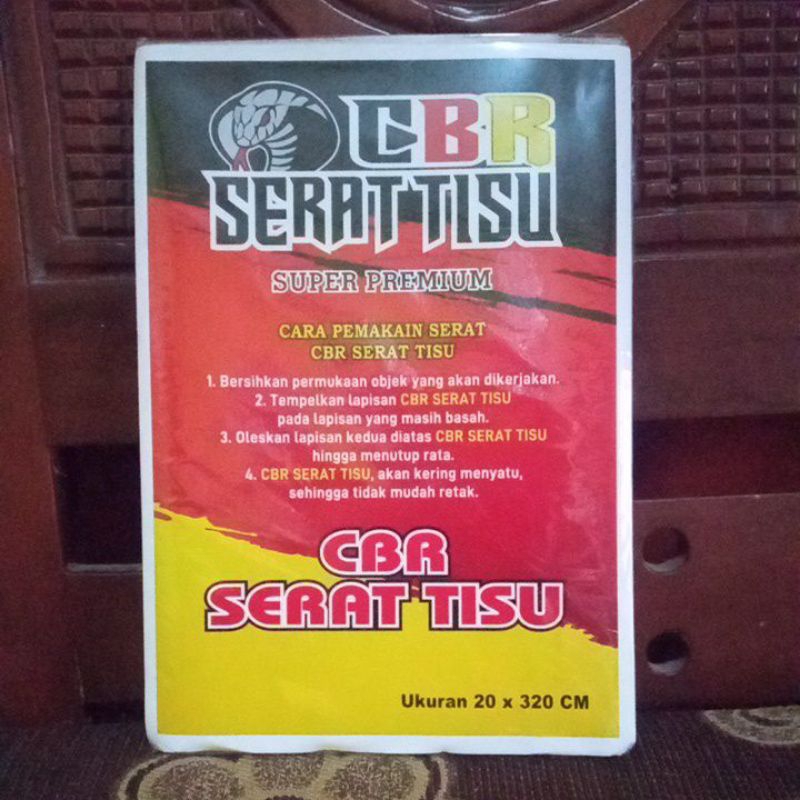 CBR
SERAT TISU
SUPER PREMIUM
CARA PEMAKAIN SERAT
CBR SERAT TISU
1. Bersihkan permukaan objek yang akan dikerjakan.
2. Tempelkan lapisan CBR SERAT TISU
pada lapisan yang masih basah.
3. Oleskan lapisan kedua diatas CBR SERAT TISU
hingga menutup rata.
4. CBR SERAT TISU, akan kering menyatu,
sehingga tidak mudah retak.
CBR
SERAT TISU
Ukuran 20 x 320 CM